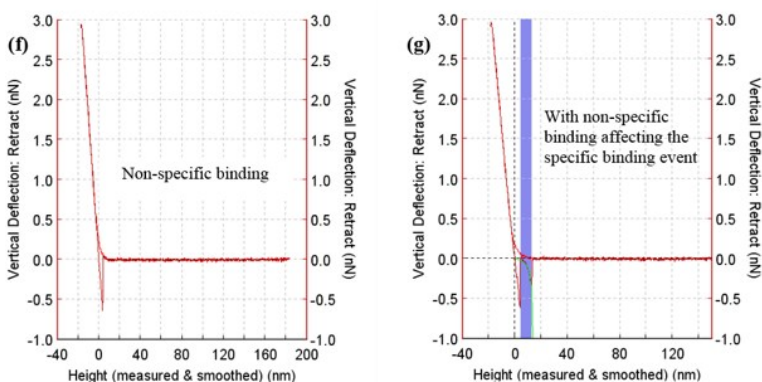 (f)
3.0
2.5
2.0
1.5
1.0
0.5
0.0
-0.5
-1.0
Vertical Deflection: Retract (nN)
Non-specific binding
3.0
2.5
2.0
1.5
1.0
0.5
0.0
-0.5
-1.0
Vertical Deflection: Retract (nN)
-40 0 40 80 120 160 200
Height (measured & smoothed) (nm)
(g)
3.0
2.5
2.0
1.5
1.0
0.5
0.0
-0.5
-1.0
Vertical Deflection: Retract (nN)
With non-specific
binding affecting the
specific binding event
3.0
2.5
2.0
1.5
1.0
0.5
0.0
-0.5
-1.0
Vertical Deflection: Retract (nN)
-40 0 40 80 120
Height (measured & smoothed) (nm)